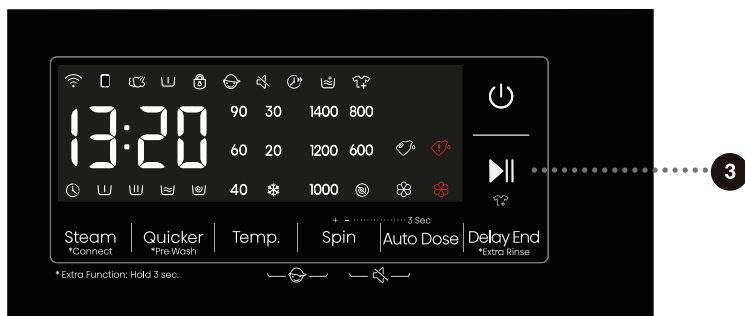 90 30 1400 800
13:20
60 20 1200 600
40 1000
+ - 3 Sec
Steam Quicker Temp. Spin Auto Dose Delay End
*Connect *Pre Wash *Extra Rinse
* Extra Function: Hold 3 sec.
3